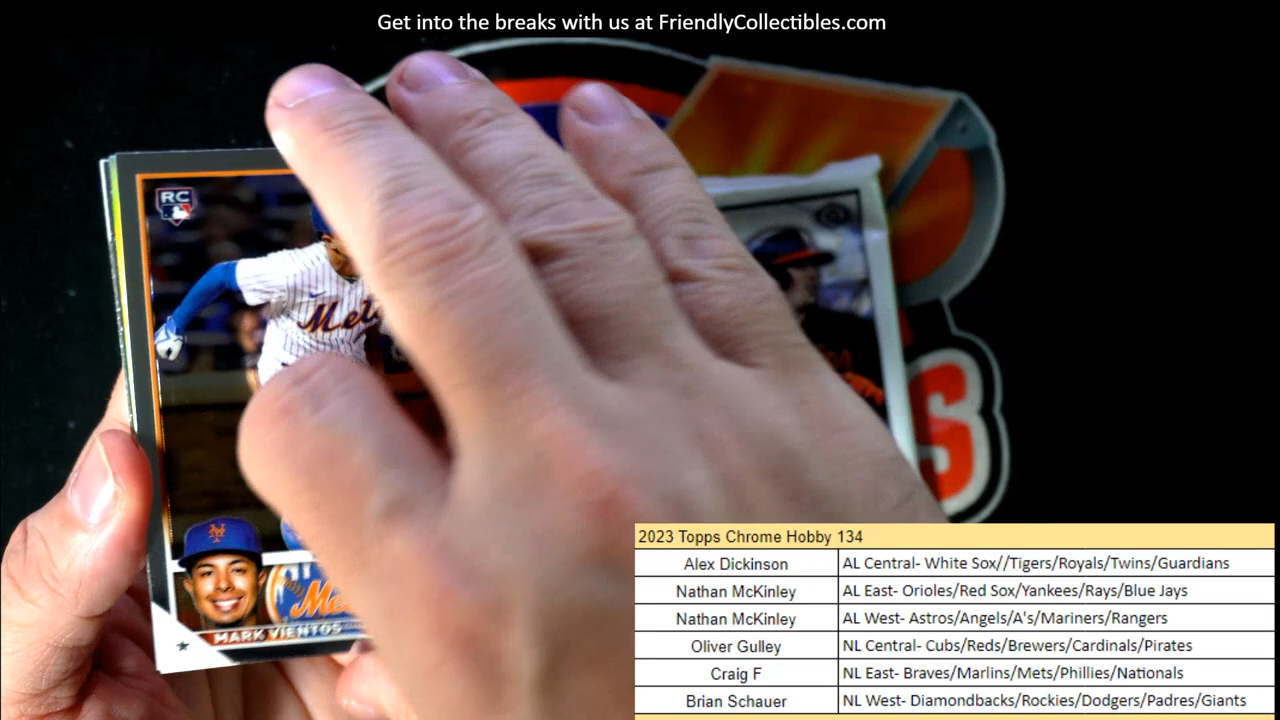 Get into the breaks with us at FriendlyCollectibles.com
RC
Mets
MARK VIENTOS
S
2023 Topps Chrome Hobby 134
Alex Dickinson AL Central- White Sox//Tigers/Royals/Twins/Guardians
Nathan McKinley AL East- Orioles/Red Sox/Yankees/Rays/Blue Jays
Nathan McKinley AL West- Astros/Angels/A's/Mariners/Rangers
Oliver Gulley NL Central- Cubs/Reds/Brewers/Cardinals/Pirates
Craig F NL East- Braves/Marlins/Mets/Phillies/Nationals
Brian Schauer NL West- Diamondbacks/Rockies/Dodgers/Padres/Giants